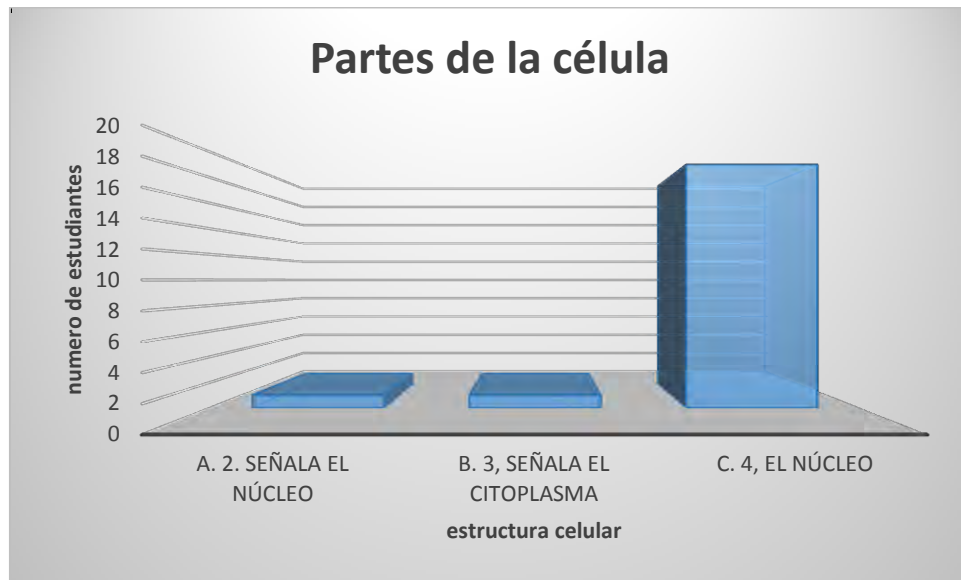 Partes de la célula
20
18
16
14
12
10
8
6
4
2
0
numero de estudiantes
A. 2. SEÑALA EL
NÚCLEO
B. 3, SEÑALA EL
CITOPLASMA
C. 4, EL NÚCLEO
estructura celular